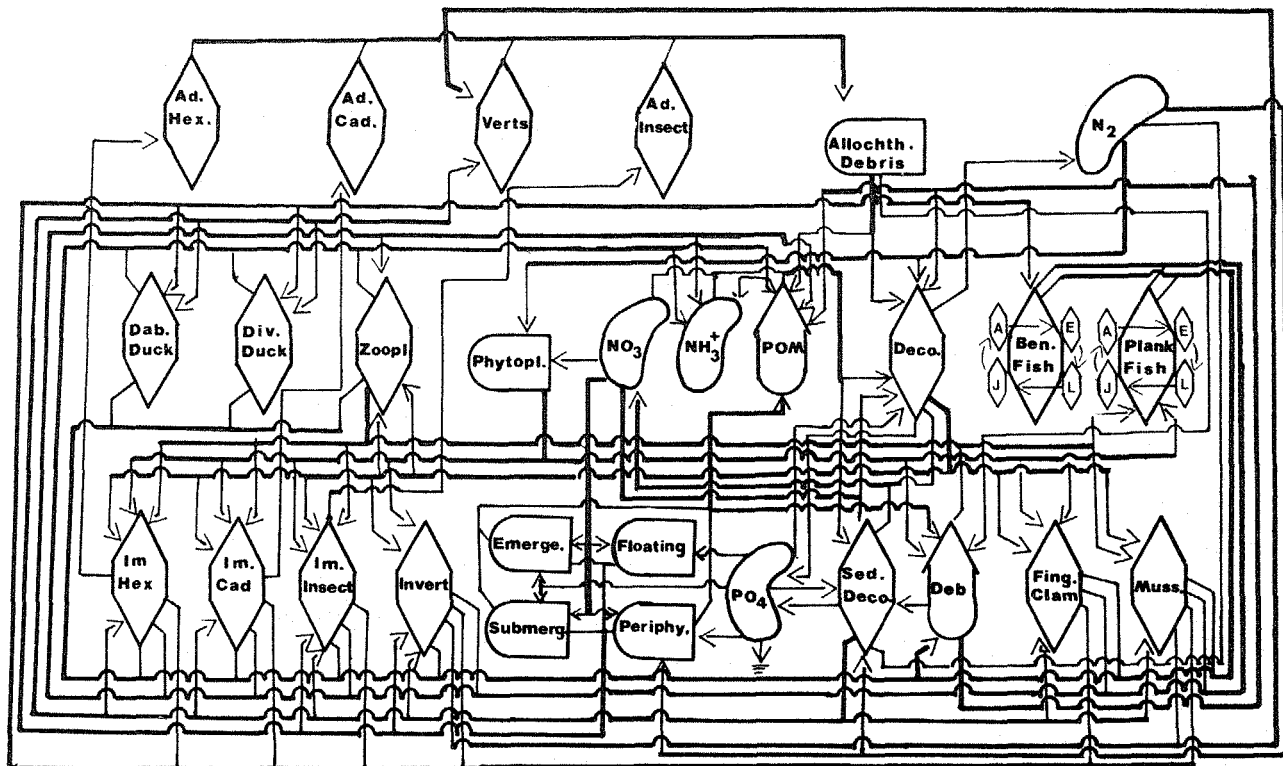 Ad.
Hex.
Ad.
Cad.
Verts
Ad.
Insect
Allochth.
Debris
N2
Dab.
Duck
Div.
Duck
Zoopl
Phytopl.
NO3
NH3+
POM
Deco.
A
E
Ben.
Fish
J
L
A
E
Plank
Fish
J
L
Im
Hex
Im.
Cad
Im.
Insect
Invert
Emerge.
Floating
Submerg
Periphy.
PO4
Sed.
Deco
Deb
Fing.
Clam
Muss.